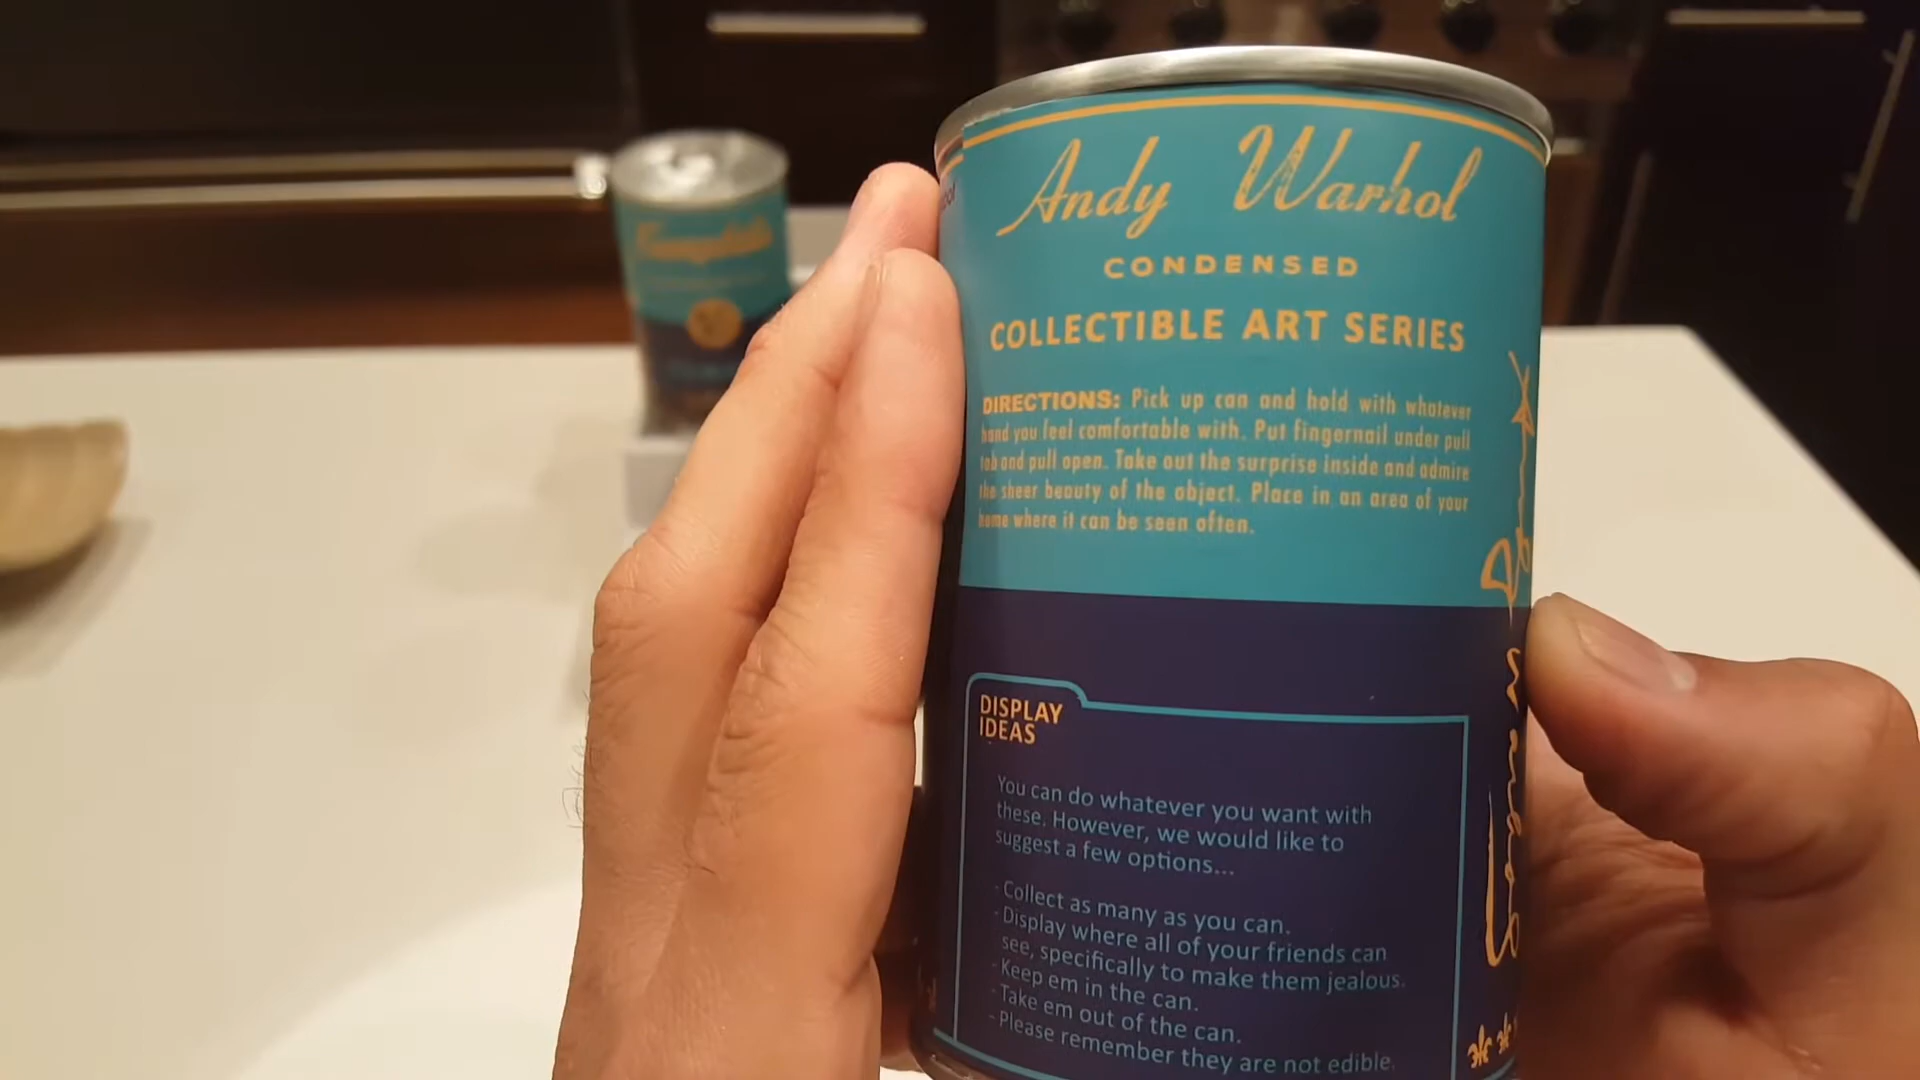 Andy Warhol
CONDENSED
COLLECTIBLE ART SERIES
DIRECTIONS: Pick up can and hold with whatever
hand you feel comfortable with. Put fingernail under pull
tab and pull open. Take out the surprise inside and admire
the sheer beauty of the object. Place in an area of your
home where it can be seen often.
DISPLAY
IDEAS
You can do whatever you want with
these. However, we would like to
suggest a few options...
- Collect as many as you can.
- Display where all of your friends can
see, specifically to make them jealous.
- Keep em in the can.
- Take em out of the can.
- Please remember they are not edible.
Campbell's